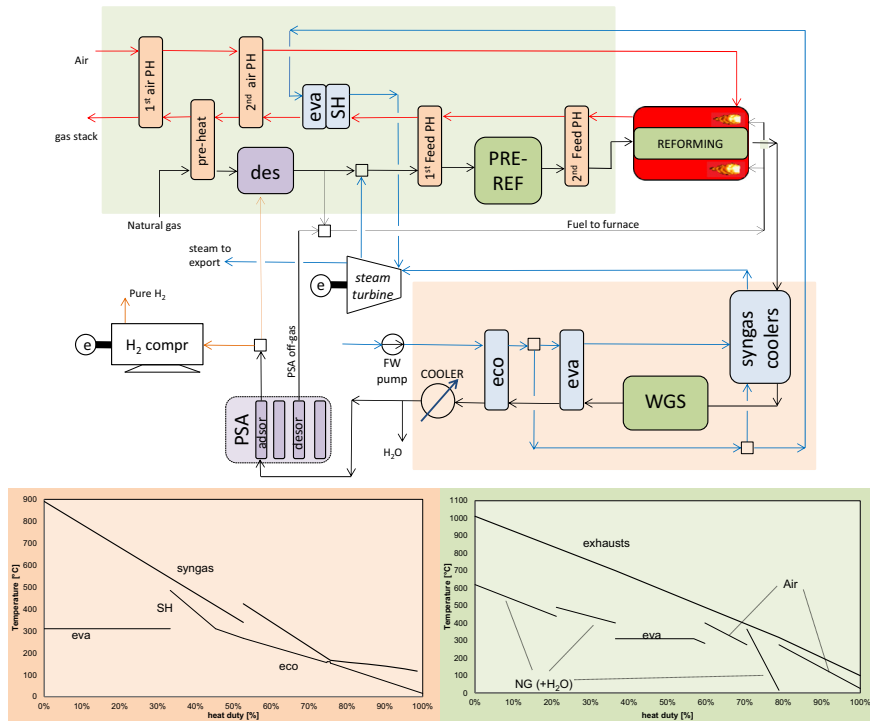 Air
gas stack
1st air PH
2nd air PH
pre-heat
eva
SH
des
1st Feed PH
PRE-
REF
2nd Feed PH
REFORMING
Natural gas
Fuel to furnace
steam to
export
e
steam
turbine
Pure H2
e
H2 compr
PSA off-gas
FW
pump
COOLER
eco
eva
WGS
syngas
coolers
H2O
PSA
adsor
desor
900
800
700
600
500
400
300
200
100
0
Temperature [°C]
syngas
SH
eva
eco
0%
10%
20%
30%
40%
50%
60%
70%
80%
90%
100%
heat duty [%]
1100
1000
900
800
700
600
500
400
300
200
100
0
Temperature [°C]
exhausts
Air
eva
NG (+H2O)
0%
10%
20%
30%
40%
50%
60%
70%
80%
90%
100%
heat duty [%]